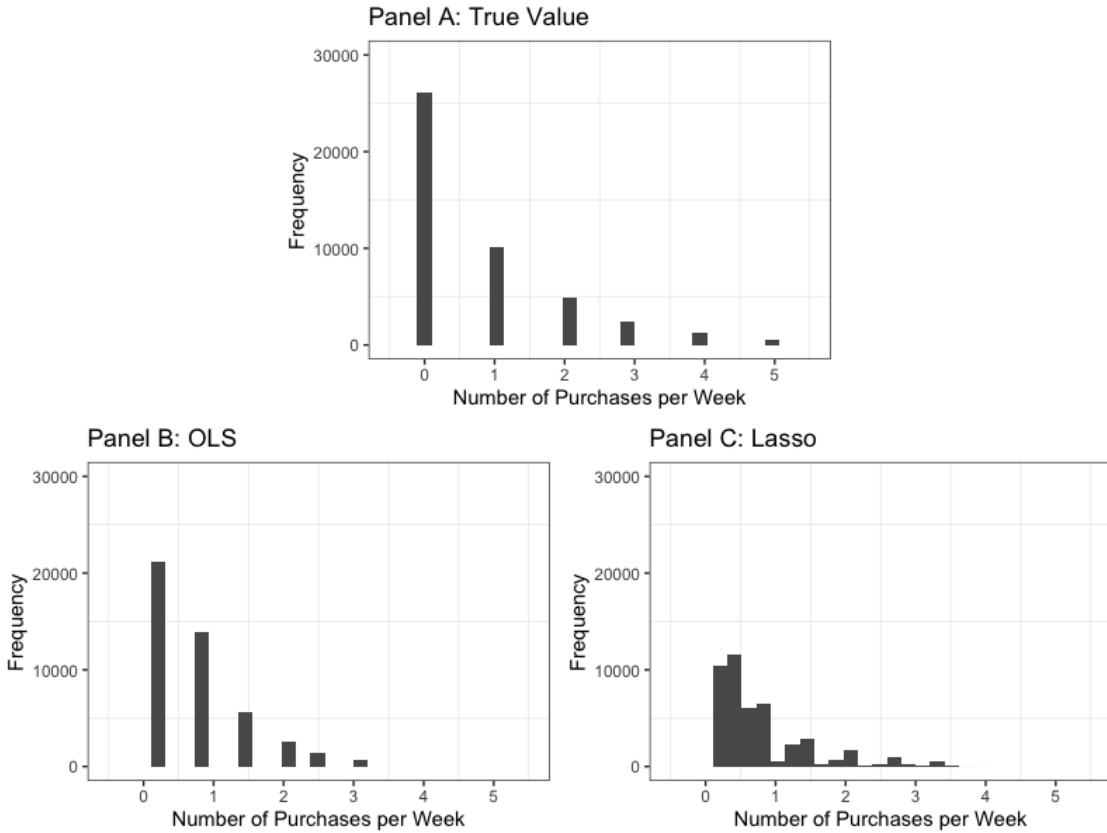 Panel A: True Value
30000
20000
10000
0
Frequency
0 1 2 3 4 5
Number of Purchases per Week
Panel B: OLS
30000
20000
10000
0
Frequency
0 1 2 3 4 5
Number of Purchases per Week
Panel C: Lasso
30000
20000
10000
0
Frequency
0 1 2 3 4 5
Number of Purchases per Week